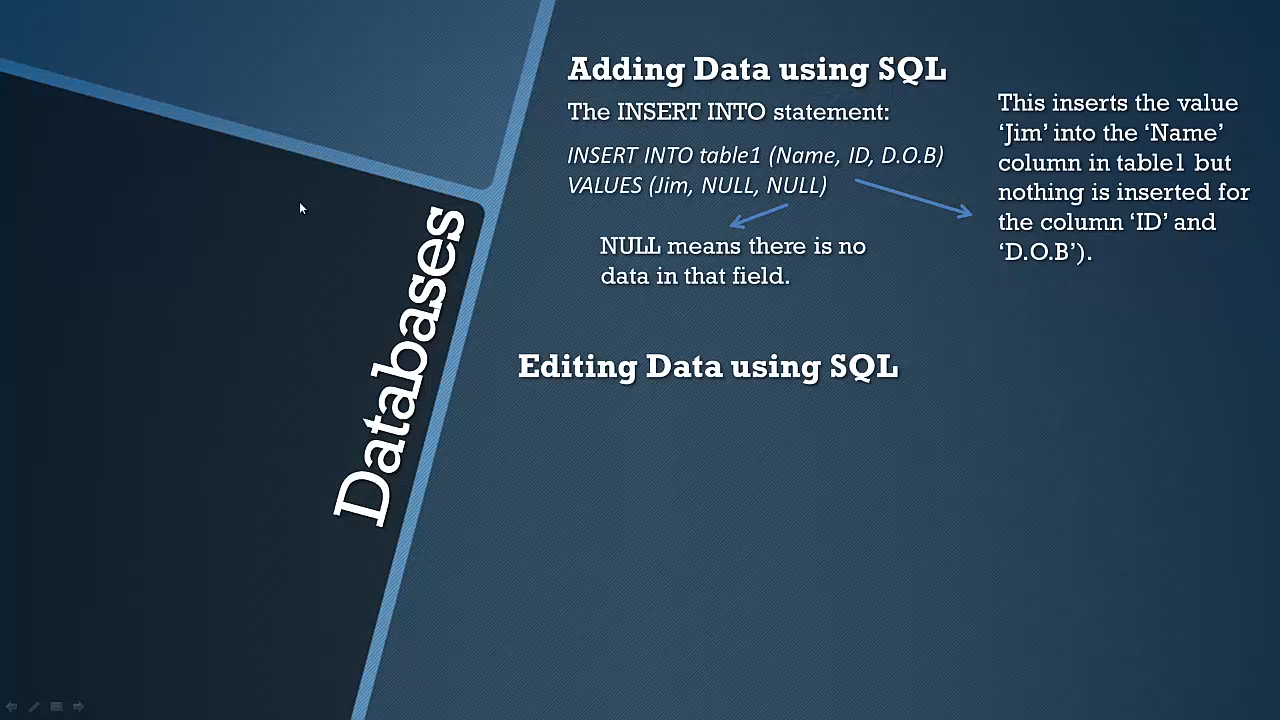 Databases
Adding Data using SQL
The INSERT INTO statement:
INSERT INTO table1 (Name, ID, D.O.B)
VALUES (Jim, NULL, NULL)
NULL means there is no
data in that field.
This inserts the value
‘Jim’ into the ‘Name’
column in table1 but
nothing is inserted for
the column ‘ID’ and
‘D.O.B’).
Editing Data using SQL